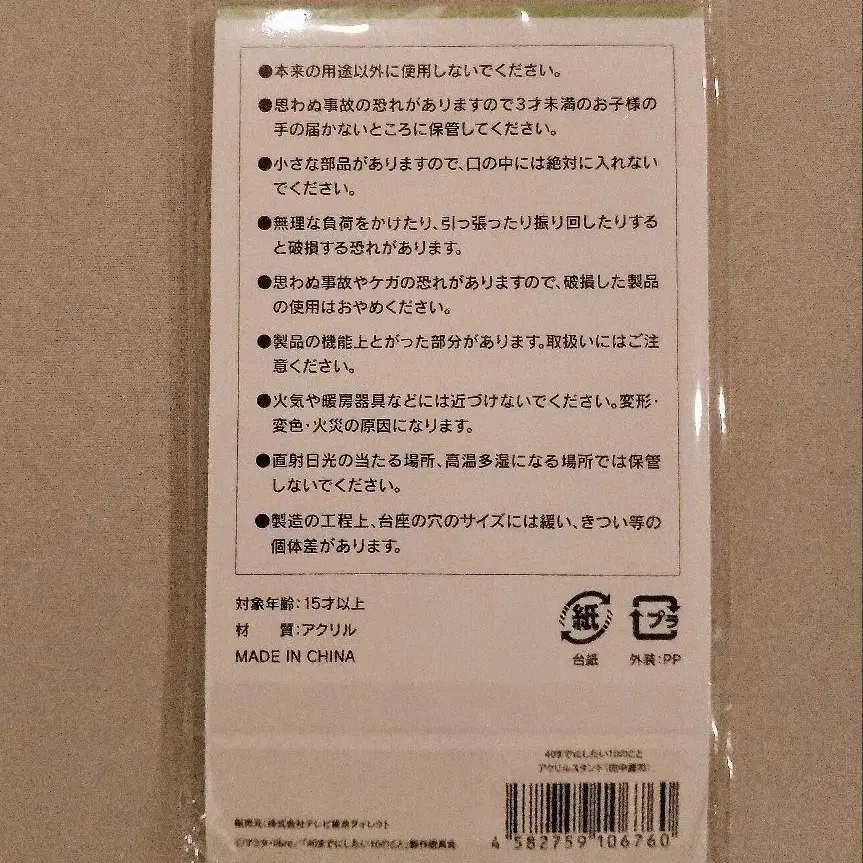 ●本来の用途以外に使用しないでください。
●思わぬ事故の恐れがありますので3才未満のお子様の
手の届かないところに保管してください。
●小さな部品がありますので、口の中には絶対に入れない
でください。
●無理な負荷をかけたり、引っ張ったり振り回したりする
と破損する恐れがあります。
●思わぬ事故やケガの恐れがありますので、破損した製品
の使用はおやめください。
●製品の機能上とがった部分があります。取扱いにはご注
意ください。
●火気や暖房器具などには近づけないでください。変形・
変色・火災の原因になります。
●直射日光の当たる場所、高温多湿になる場所では保管
しないでください。
●製造の工程上、台座の穴のサイズには緩い、きつい等の
個体差があります。
対象年齢：15才以上
材　質：アクリル
MADE IN CHINA
紙
プラ
台紙
外装：PP
40までにしたい10のこと
アクリルスタンド
販売元：株式会社テレビ東京ダイレクト
「40までにしたい10のこと」製作委員会
4 582759 106760